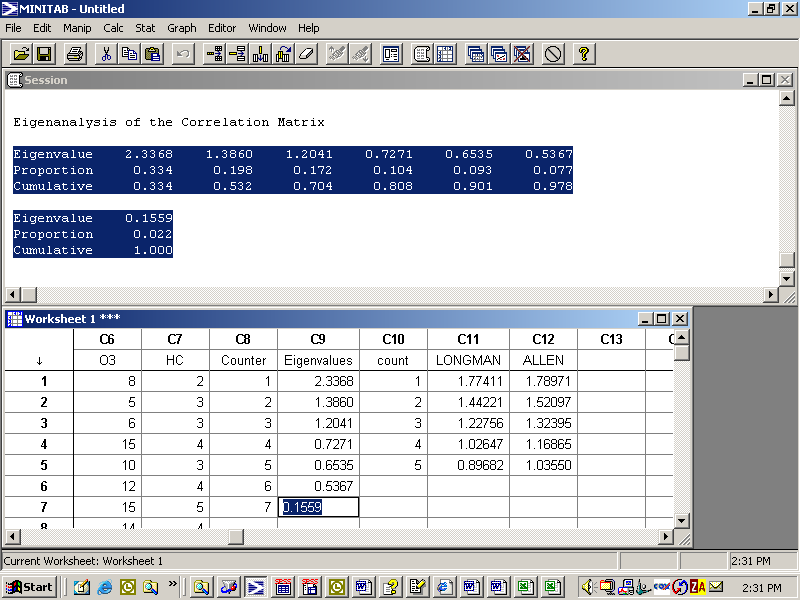 MINITAB - Untitled
File Edit Manip Calc Stat Graph Editor Window Help
Session
Eigenanalysis of the Correlation Matrix
Eigenvalue 2.3368 1.3860 1.2041 0.7271 0.6535 0.5367
Proportion 0.334 0.198 0.172 0.104 0.093 0.077
Cumulative 0.334 0.532 0.704 0.808 0.901 0.978
Eigenvalue 0.1559
Proportion 0.022
Cumulative 1.000
Worksheet 1 ***
C6 C7 C8 C9 C10 C11 C12 C13 C
↓ O3 HC Counter Eigenvalues count LONGMAN ALLEN
1 8 2 1 2.3368 1 1.77411 1.78971
2 5 3 2 1.3860 2 1.44221 1.52097
3 6 3 3 1.2041 3 1.22756 1.32395
4 15 4 4 0.7271 4 1.02647 1.16865
5 10 3 5 0.6535 5 0.89682 1.03550
6 12 4 6 0.5367
7 15 5 7 0.1559
8 14 4
Current Worksheet: Worksheet 1 2:31 PM
Start » cox ZA 2:31 PM